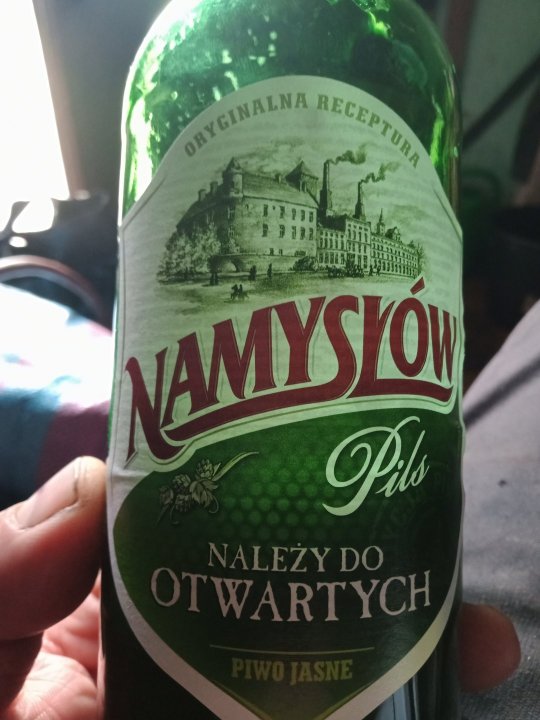 ORYGINALNA RECEPTURA
NAMYSŁÓW
Pils
NALEŻY DO
OTWARTYCH
PIWO JASNE